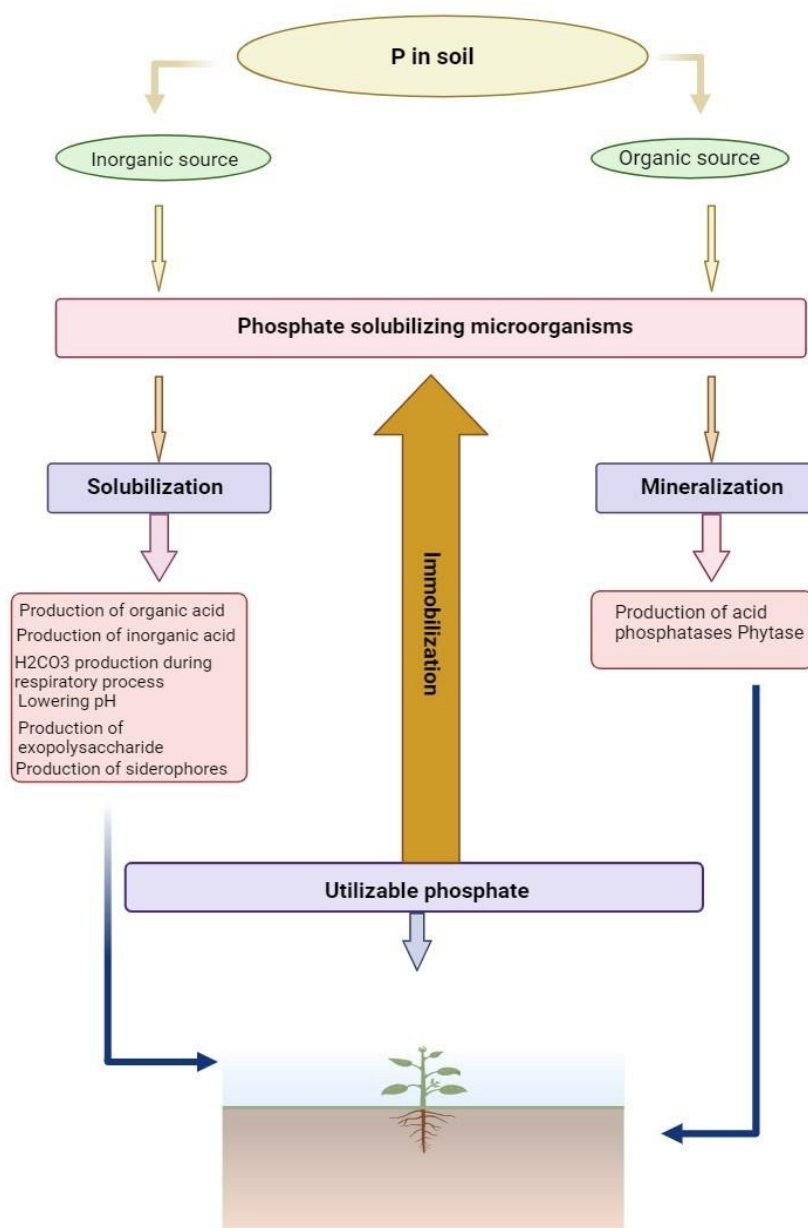 P in soil
Inorganic source
Organic source
Phosphate solubilizing microorganisms
Solubilization
Mineralization
Production of organic acid
Production of inorganic acid
H2CO3 production during
respiratory process
Lowering pH
Production of
exopolysaccharide
Production of siderophores
Immobilization
Production of acid
phosphatases Phytase
Utilizable phosphate